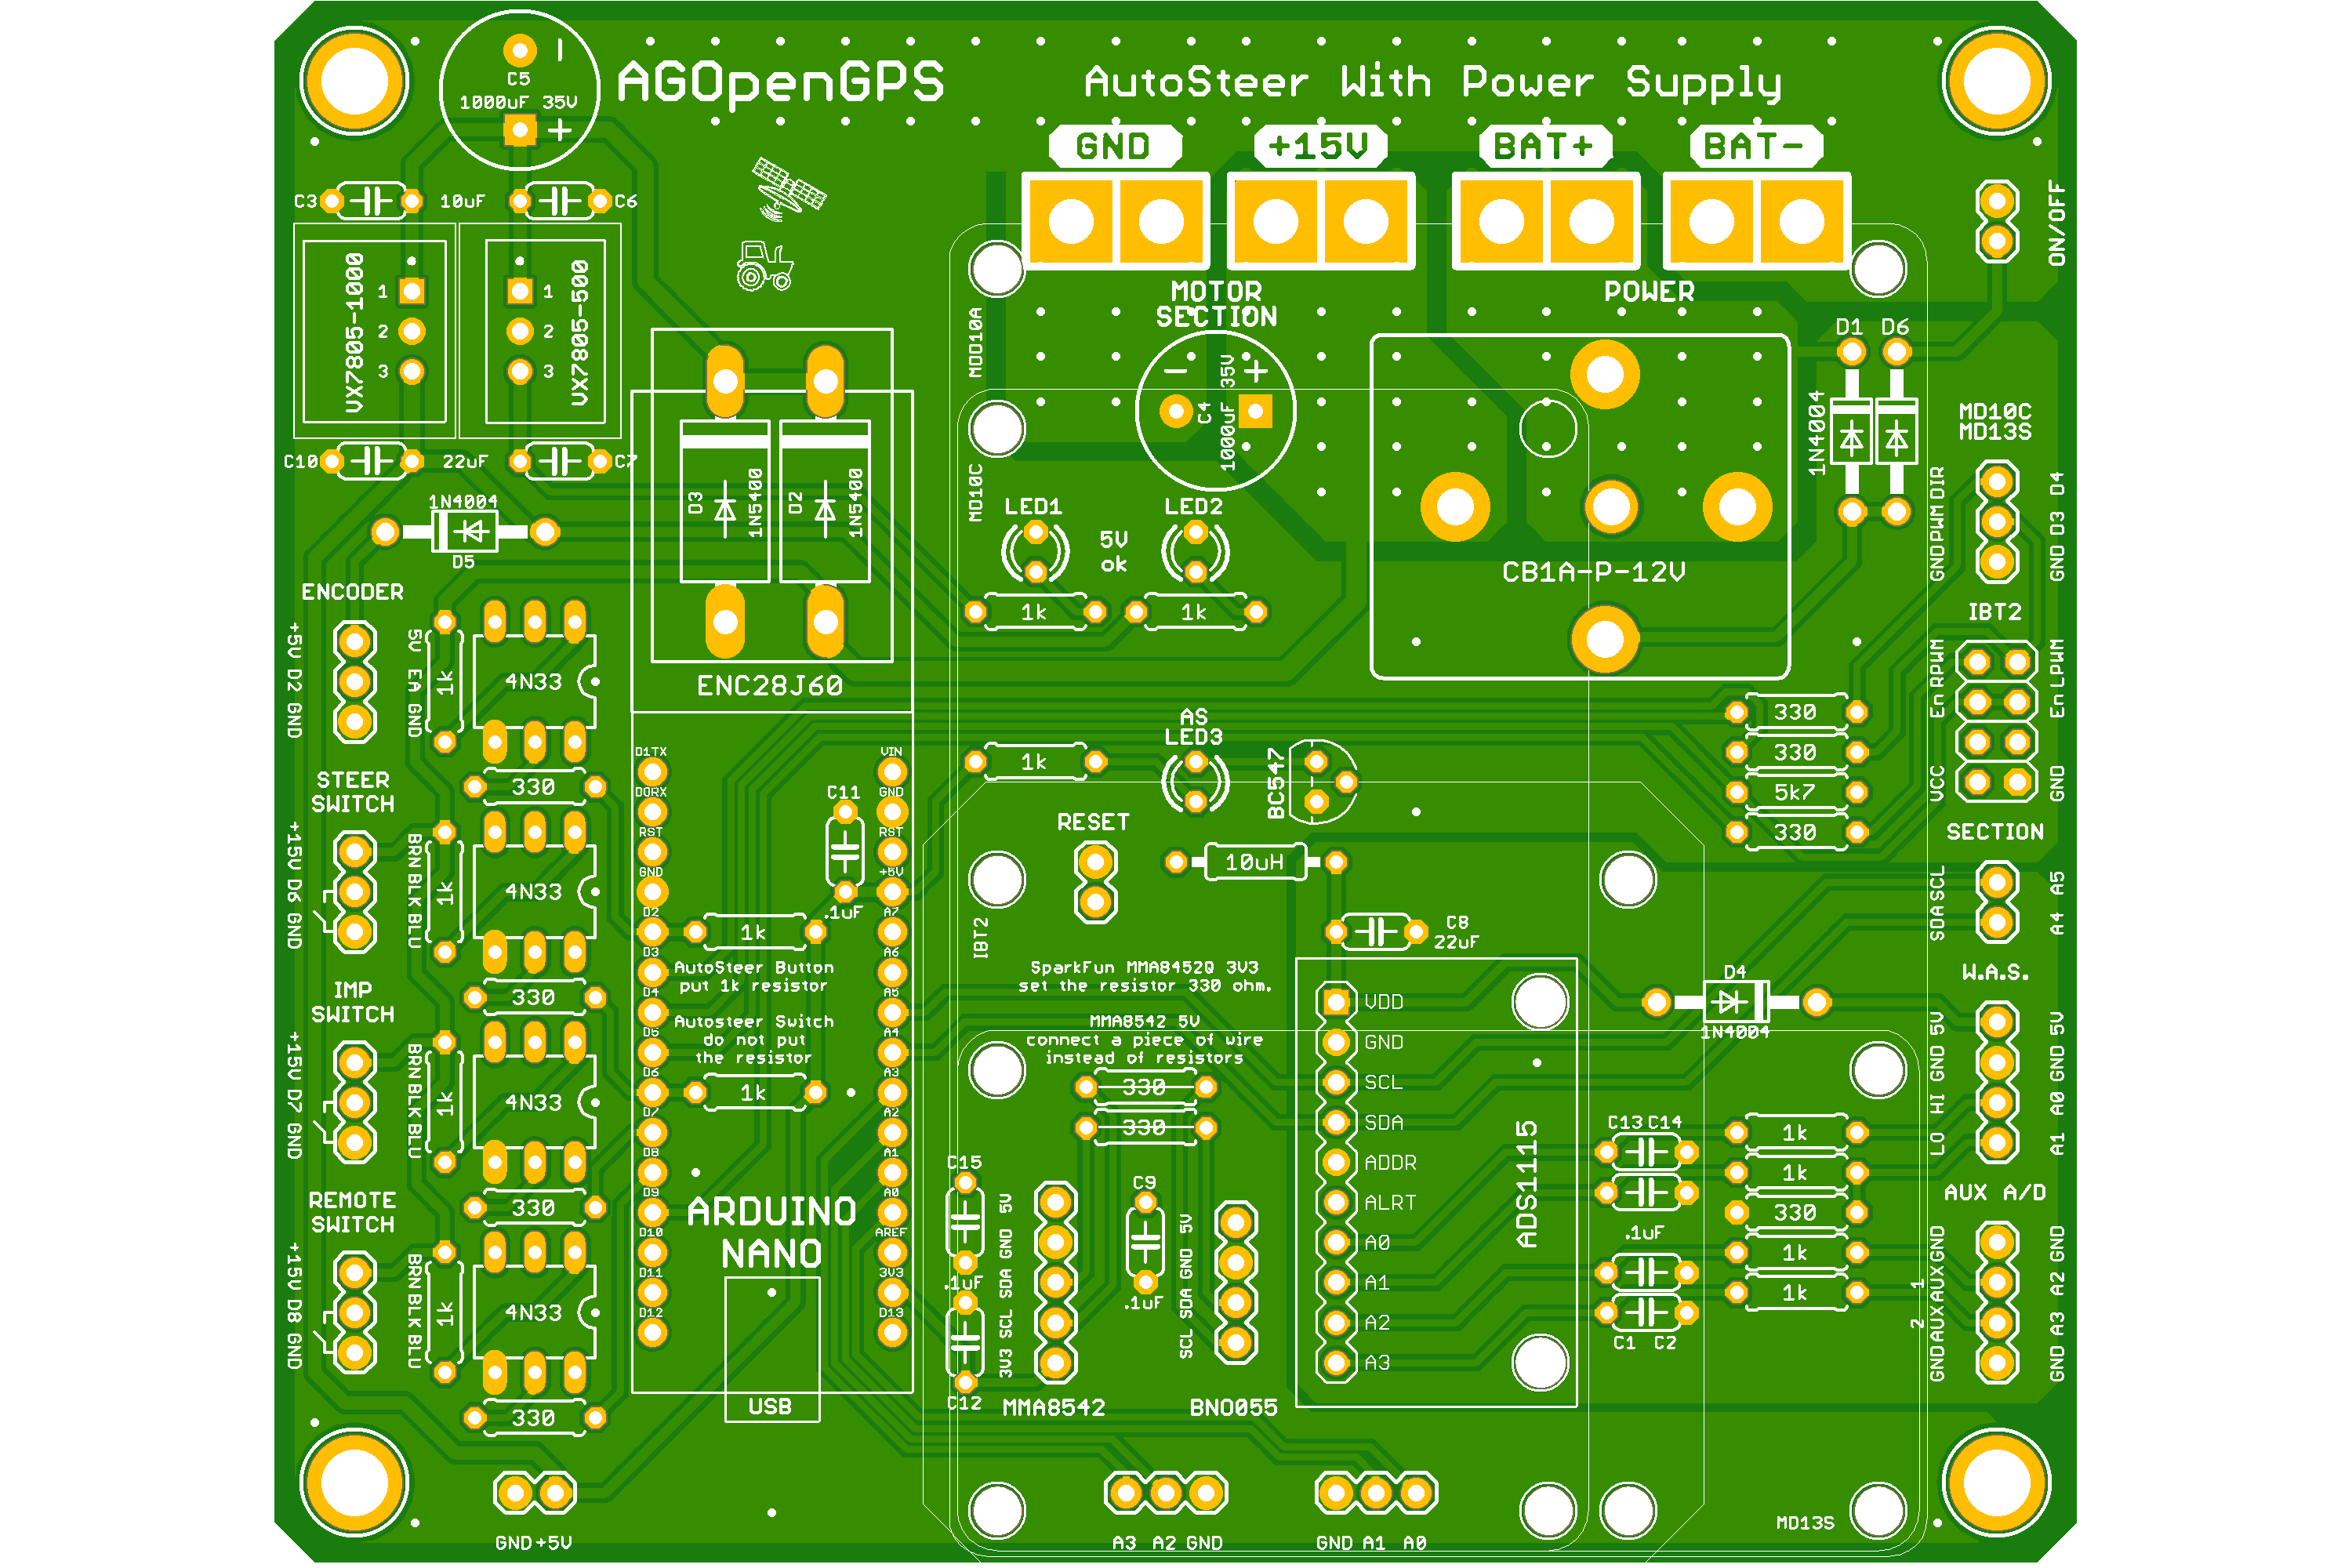 C5
1000uF 35V
AGOpenGPS
AutoSteer With Power Supply
GND
+15V
BAT+
BAT-
C3
10uF
C6
ON/OFF
VX7805-1000
1
2
3
VX7805-500
1
2
3
MOTOR
SECTION
POWER
MDD10A
C10
22uF
C7
1N4004
D5
D3
1N5400
D2
1N5400
ENC28J60
- +
C4
1000uF 35V
MD10C
LED1
LED2
5V
ok
1k
1k
CB1A-P-12V
D1 D6
1N4004
MD10C
MD13S
GND PWM DIR
GND D3 D4
IBT2
En RPWM
En LPWM
VCC
GND
330
330
5k7
330
SECTION
SDA SCL
A4 A5
W.A.S.
LO HI GND 5V
A1 A0 GND 5V
AUX A/D
GND AUX AUX GND
2 1
GND A3 A2 GND
ENCODER
+5V D2 GND
5V EA GND
1k
4N33
330
STEER
SWITCH
+15V D6 GND
BRN BLK BLU
1k
4N33
330
IMP
SWITCH
+15V D7 GND
BRN BLK BLU
1k
4N33
330
REMOTE
SWITCH
+15V D8 GND
BRN BLK BLU
1k
4N33
330
GND +5V
D1TX
D0RX
RST
GND
D2
D3
D4
D5
D6
D7
D8
D9
D10
D11
D12
VIN
GND
RST
+5V
A7
A6
A5
A4
A3
A2
A1
A0
AREF
3V3
D13
C11
.1uF
1k
AutoSteer Button
put 1k resistor
Autosteer Switch
do not put
the resistor
1k
ARDUINO
NANO
USB
1k
AS
LED3
BC547
RESET
10uH
IBT2
C8
22uF
SparkFun MMA8452Q 3V3
set the resistor 330 ohm.
MMA8542 5V
connect a piece of wire
instead of resistors
330
330
C15
.1uF
C12
3V3 SCL SDA GND 5V
MMA8542
C9
.1uF
SCL SDA GND 5V
BNO055
VDD
GND
SCL
SDA
ADDR
ALRT
A0
A1
A2
A3
ADS1115
D4
1N4004
C13 C14
.1uF
C1 C2
1k
1k
330
1k
1k
A3 A2 GND
GND A1 A0
MD13S